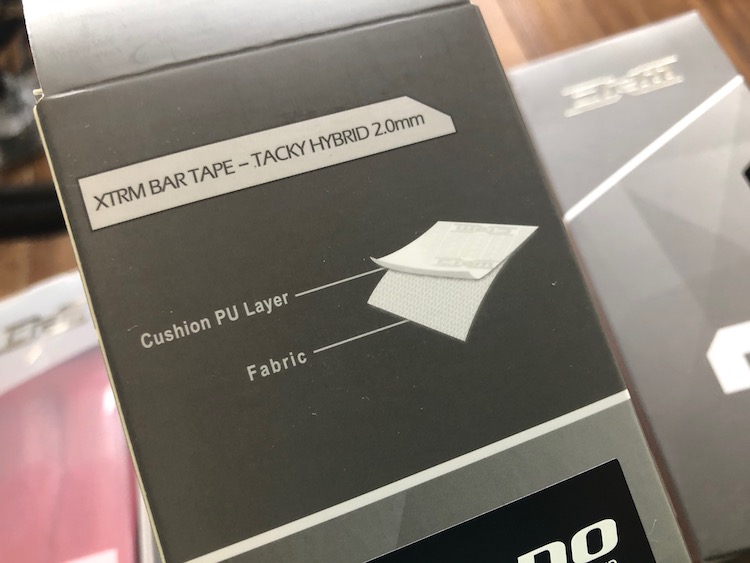 XTRM BAR TAPE – TACKY HYBRID 2.0mm
Cushion PU Layer
Fabric